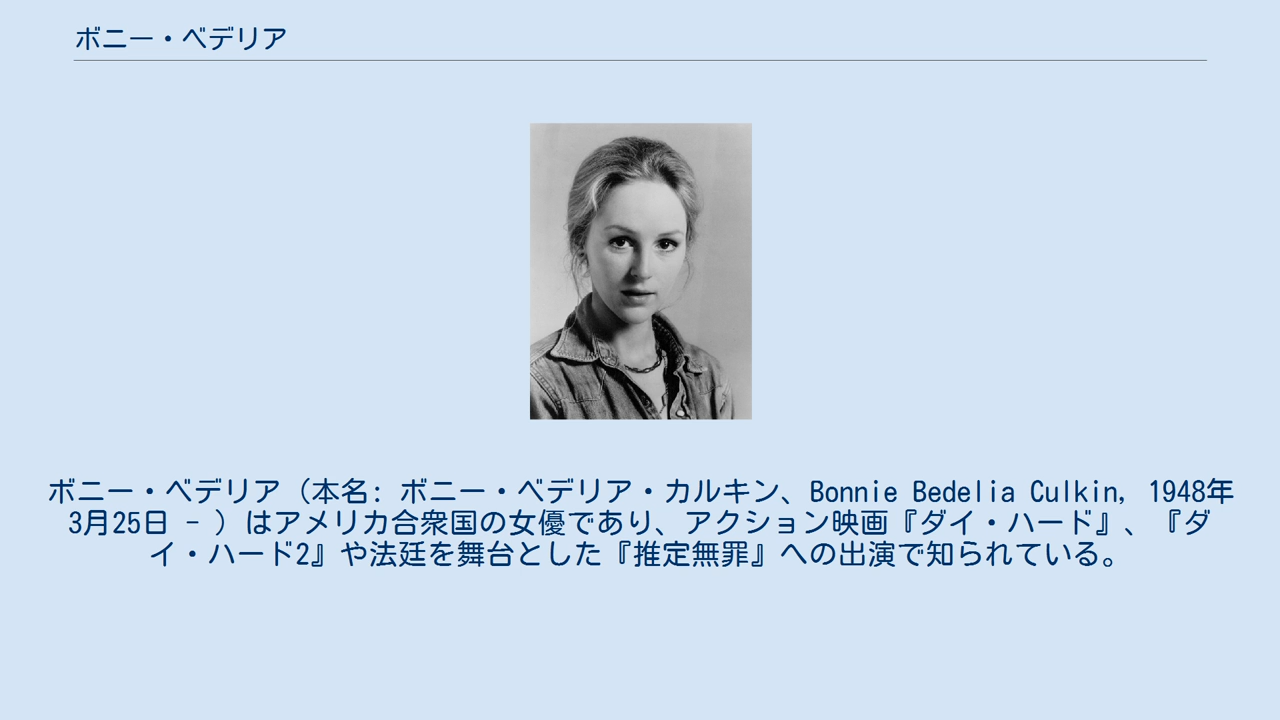 ボニー・ベデリア
ボニー・ベデリア（本名: ボニー・ベデリア・カルキン、Bonnie Bedelia Culkin, 1948年
3月25日 - ）はアメリカ合衆国の女優であり、アクション映画『ダイ・ハード』、『ダ
イ・ハード2』や法廷を舞台とした『推定無罪』への出演で知られている。